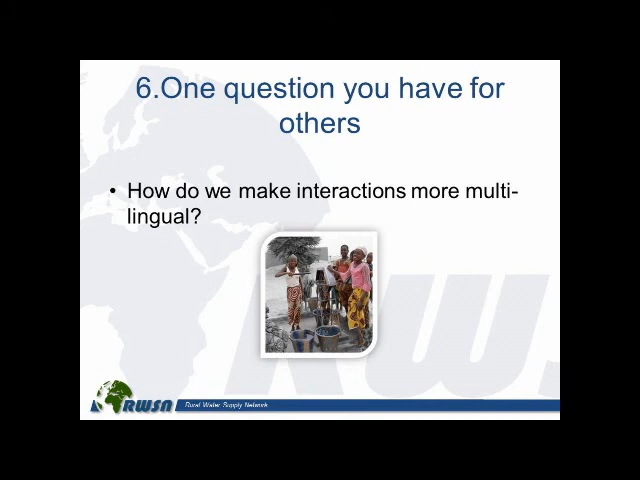 6.One question you have for
others
• How do we make interactions more multi-
lingual?
RWS
RWSN
Rural Water Supply Network